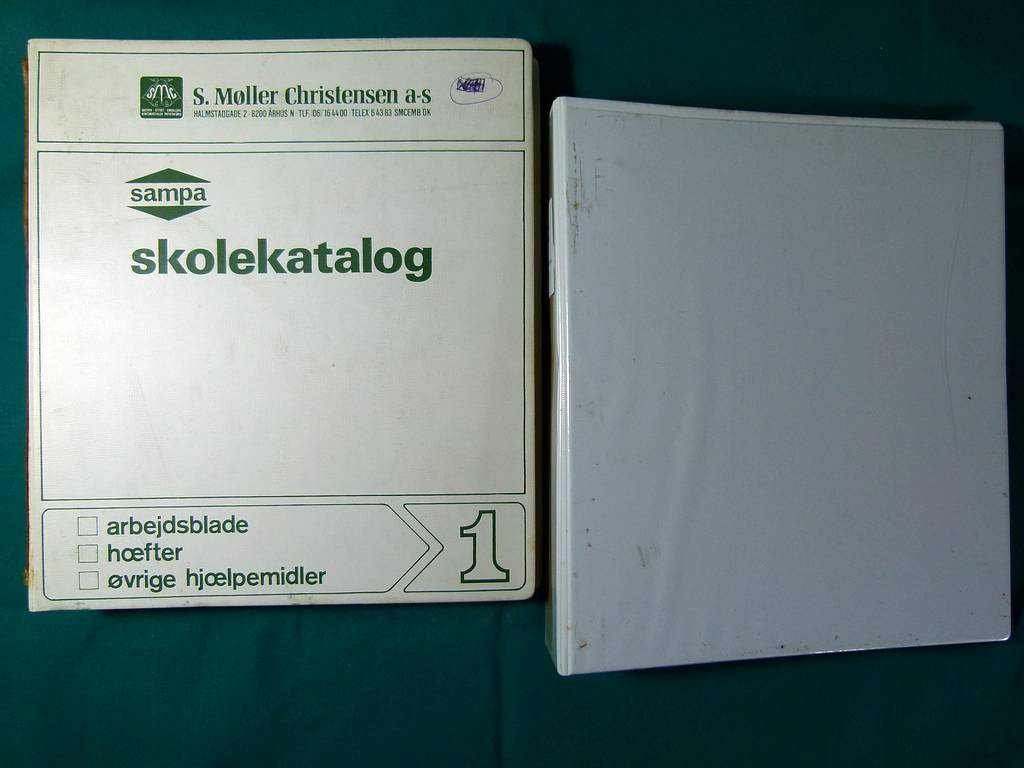 SMC
S. Møller Christensen a-s
HALMSTADGADE 2 · 8200 ÅRHUS N · TLF. (06) 16 44 00 · TELEX 6 43 83 SMCEMB DK
sampa
skolekatalog
arbejdsblade
hæfter
øvrige hjælpemidler
1